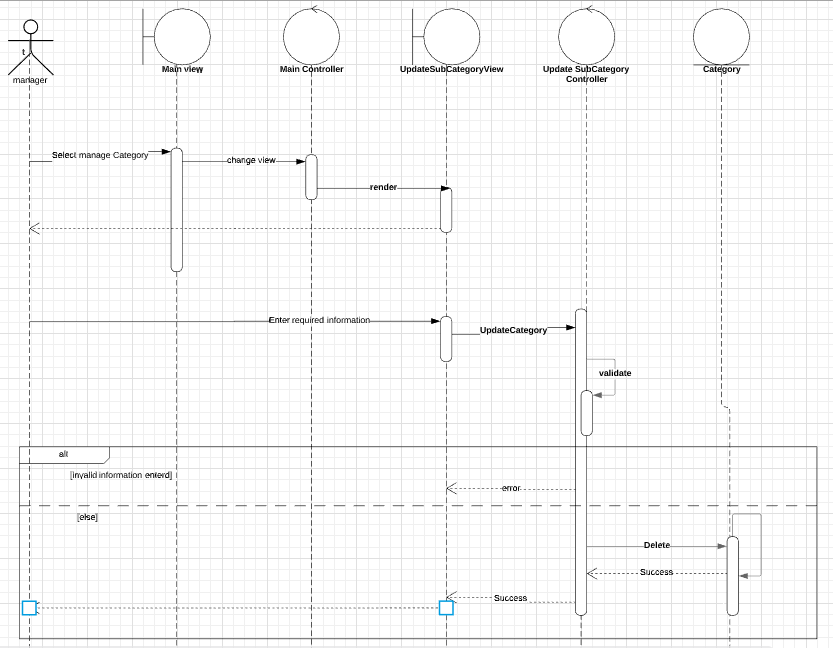 t
manager
Main view
Main Controller
UpdateSubCategoryView
Update SubCategory
Controller
Category
Select manage Category
change view
render
Enter required information
UpdateCategory
validate
alt
[invalid information enterd]
error
[else]
Delete
Success
Success